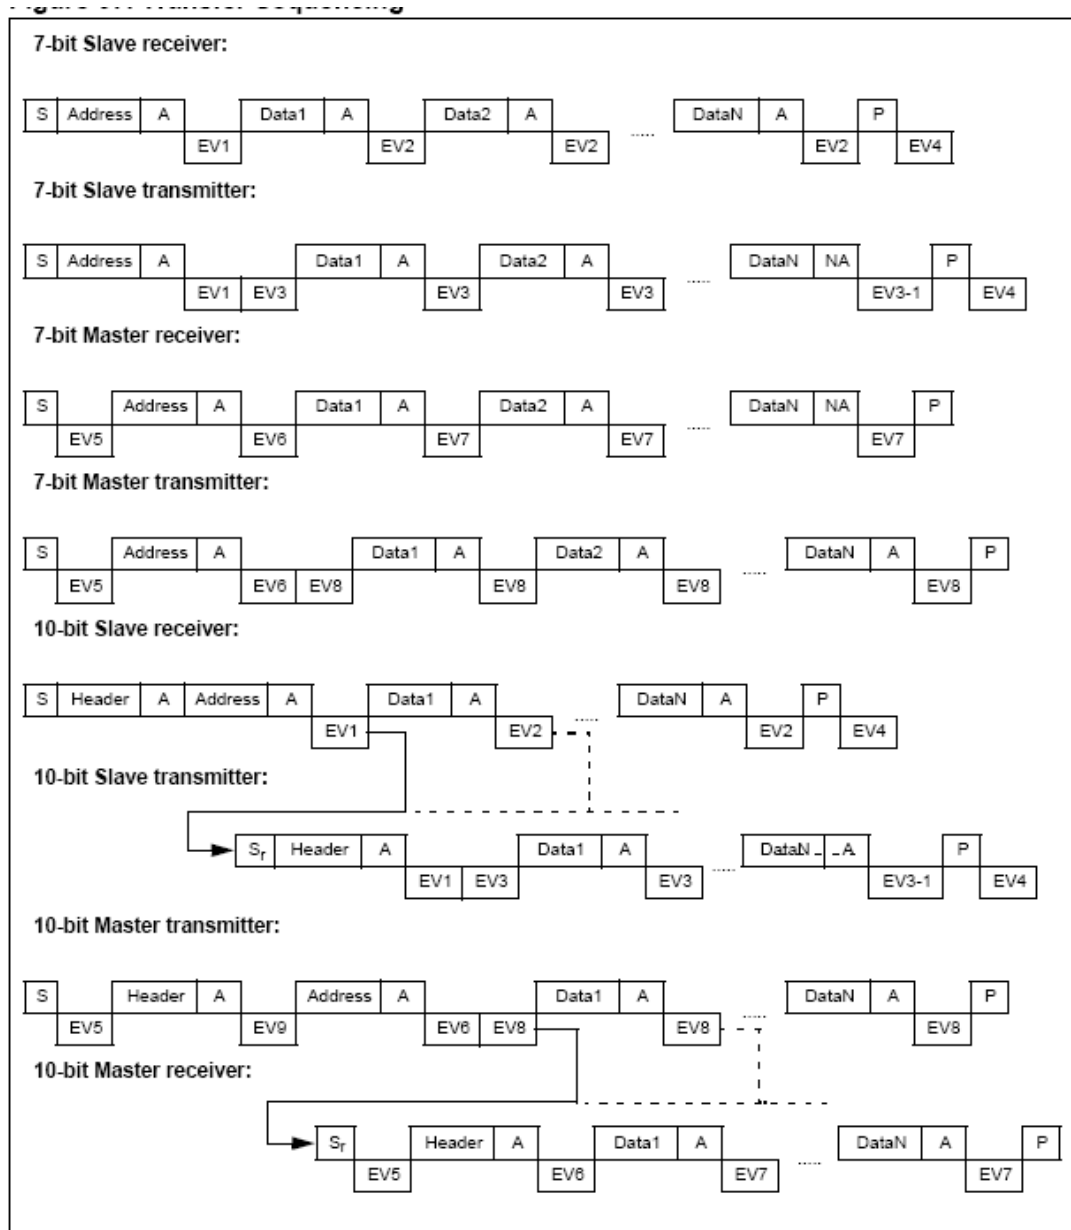 7-bit Slave receiver:
S Address A Data1 A Data2 A ..... DataN A P
EV1 EV2 EV2 EV2 EV4
7-bit Slave transmitter:
S Address A Data1 A Data2 A ..... DataN NA P
EV1 EV3 EV3 EV3 EV3-1 EV4
7-bit Master receiver:
S Address A Data1 A Data2 A ..... DataN NA P
EV5 EV6 EV7 EV7 EV7
7-bit Master transmitter:
S Address A Data1 A Data2 A ..... DataN A P
EV5 EV6 EV8 EV8 EV8 EV8
10-bit Slave receiver:
S Header A Address A Data1 A ..... DataN A P
EV1 EV2 EV2 EV4
10-bit Slave transmitter:
Sr Header A Data1 A ..... DataN A P
EV1 EV3 EV3 EV3-1 EV4
10-bit Master transmitter:
S Header A Address A Data1 A ..... DataN A P
EV5 EV9 EV6 EV8 EV8 EV8
10-bit Master receiver:
Sr Header A Data1 A ..... DataN A P
EV5 EV6 EV7 EV7